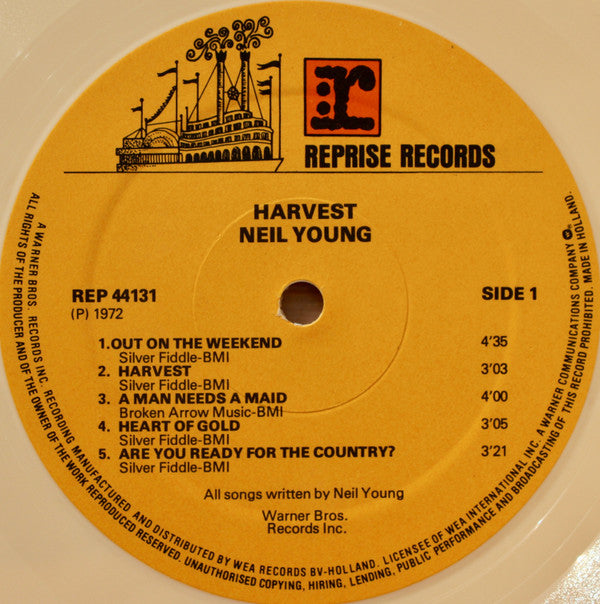 r
REPRISE RECORDS
HARVEST
NEIL YOUNG
REP 44131
SIDE 1
(P) 1972
1.OUT ON THE WEEKEND 4'35
Silver Fiddle-BMI
2. HARVEST 3'03
Silver Fiddle-BMI
3. A MAN NEEDS A MAID 4'00
Broken Arrow Music-BMI
4. HEART OF GOLD 3'05
Silver Fiddle-BMI
5. ARE YOU READY FOR THE COUNTRY? 3'21
Silver Fiddle-BMI
All songs written by Neil Young
Warner Bros.
Records Inc.
A WARNER BROS. RECORDS INC. RECORDING MANUFACTURED AND DISTRIBUTED BY WEA RECORDS BV-HOLLAND. LICENSEE OF WEA INTERNATIONAL INC. A WARNER COMMUNICATIONS COMPANY
ALL RIGHTS OF THE PRODUCER AND OF THE OWNER OF THE WORK REPRODUCED RESERVED. UNAUTHORISED COPYING, HIRING, LENDING, PUBLIC PERFORMANCE AND BROADCASTING OF THIS RECORD PROHIBITED. MADE IN HOLLAND.